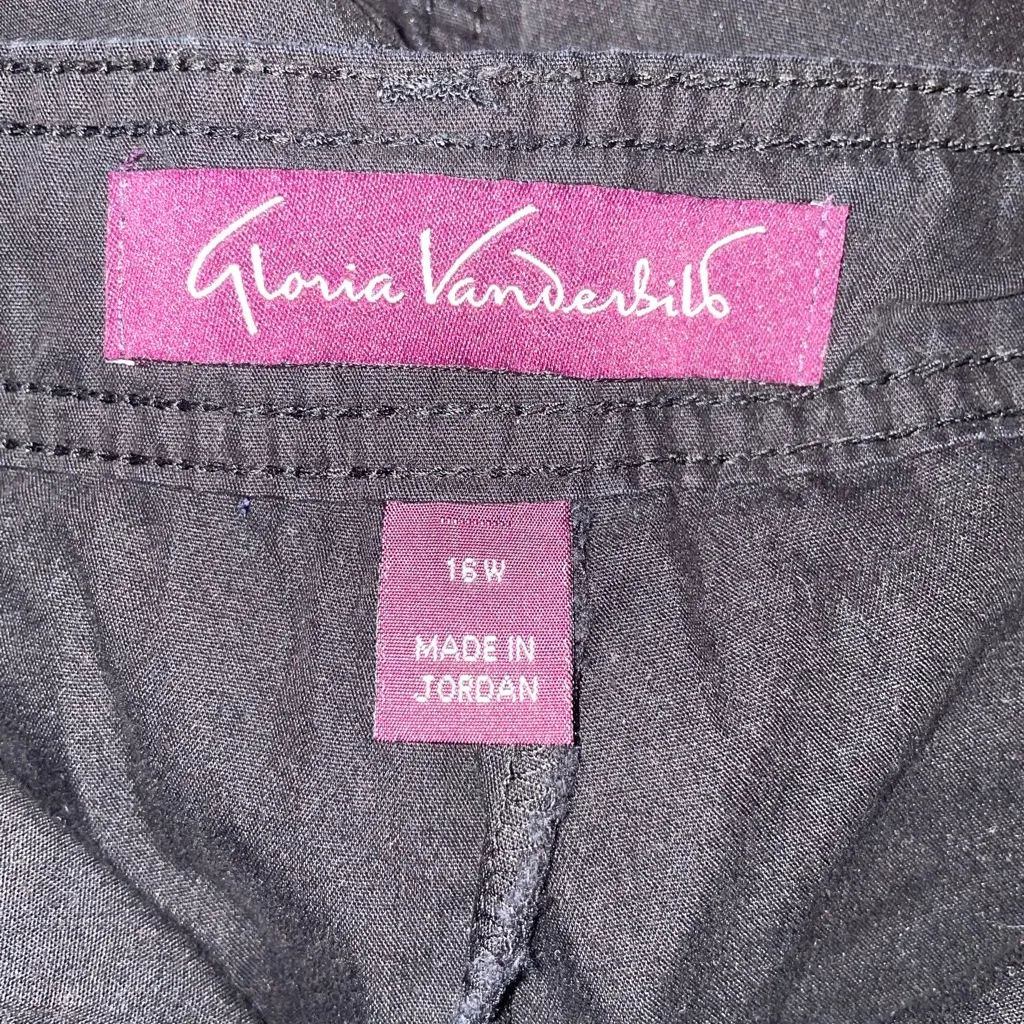 Gloria Vanderbilt
16W
MADE IN
JORDAN